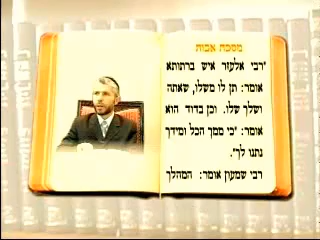 מסכת אבות
"רבי אלעזר איש ברתותא
אומר: תן לו משלו, שאתה
ושלך שלו. וכן בדוד הוא
אומר: 'כי ממך הכל ומידך
נתנו לך'.
רבי שמעון אומר: המהלך